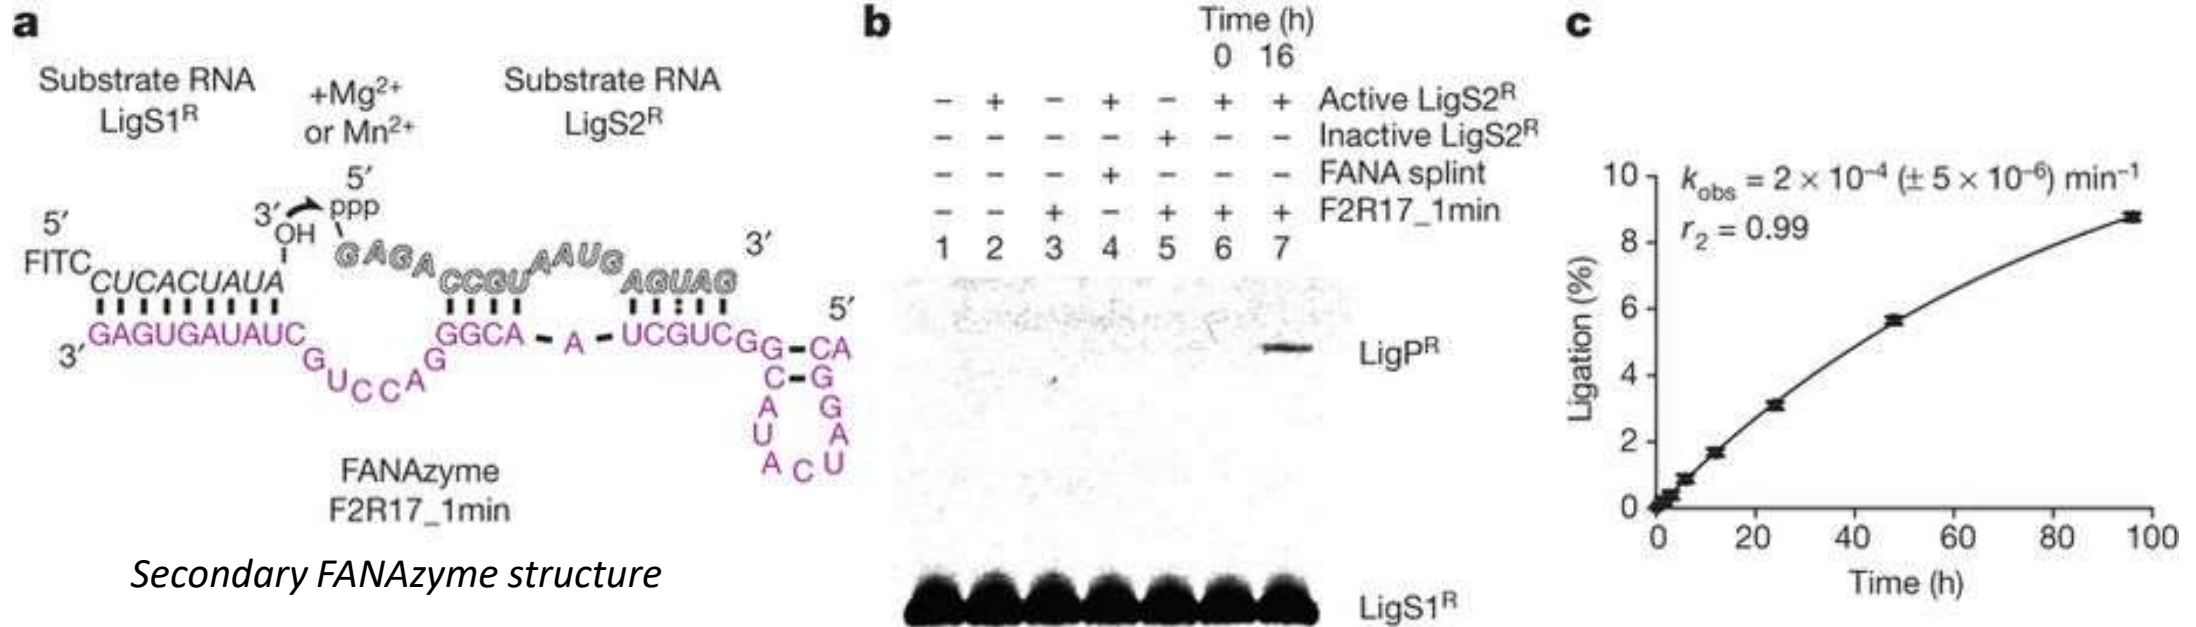 a
Substrate RNA
LigS1ᴿ
+Mg²⁺
or Mn²⁺
Substrate RNA
LigS2ᴿ
5′
3′
ppp
OH
5′
FITC
CUCACUAUA
GAGA
CCGU
AAUG
AGUAG
3′
3′
GAGUGAUAUC
GUCCAG
GGCA
A
UCGUC
GG
CA
5′
C
G
A
G
U
A
A
C
U
FANAzyme
F2R17_1min
Secondary FANAzyme structure
b
Time (h)
0 16
– + – + – + + Active LigS2ᴿ
– – – – + – – Inactive LigS2ᴿ
– – – + – – – FANA splint
– – + – + + + F2R17_1min
1 2 3 4 5 6 7
LigPᴿ
LigS1ᴿ
c
k_obs = 2 × 10⁻⁴ (± 5 × 10⁻⁶) min⁻¹
r₂ = 0.99
Ligation (%)
10
8
6
4
2
0
0 20 40 60 80 100
Time (h)